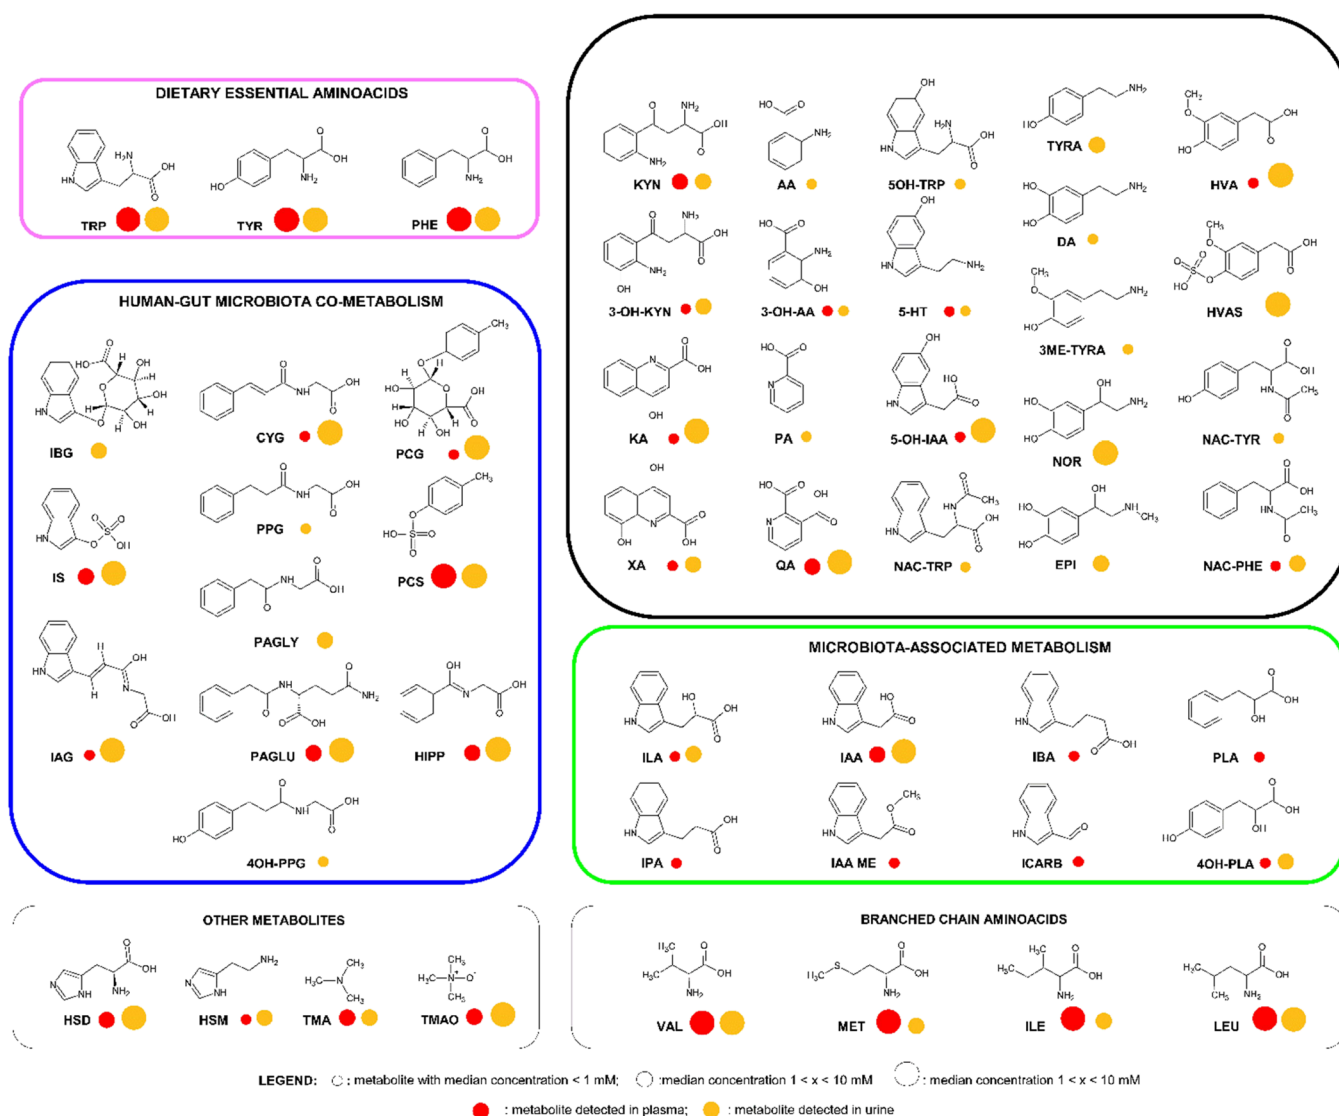 DIETARY ESSENTIAL AMINOACIDS
TRP
TYR
PHE
HUMAN-GUT MICROBIOTA CO-METABOLISM
IBG
CYG
PCG
IS
PPG
PCS
PAGLY
IAG
PAGLU
HIPP
4OH-PPG
KYN
AA
5OH-TRP
TYRA
HVA
DA
3-OH-KYN
3-OH-AA
5-HT
3ME-TYRA
HVAS
KA
PA
5-OH-IAA
NOR
NAC-TYR
XA
QA
NAC-TRP
EPI
NAC-PHE
MICROBIOTA-ASSOCIATED METABOLISM
ILA
IAA
IBA
PLA
IPA
IAA ME
ICARB
4OH-PLA
OTHER METABOLITES
HSD
HSM
TMA
TMAO
BRANCHED CHAIN AMINOACIDS
VAL
MET
ILE
LEU
LEGEND: : metabolite with median concentration < 1 mM; :median concentration 1 < x < 10 mM : median concentration 1 < x < 10 mM
: metabolite detected in plasma; : metabolite detected in urine